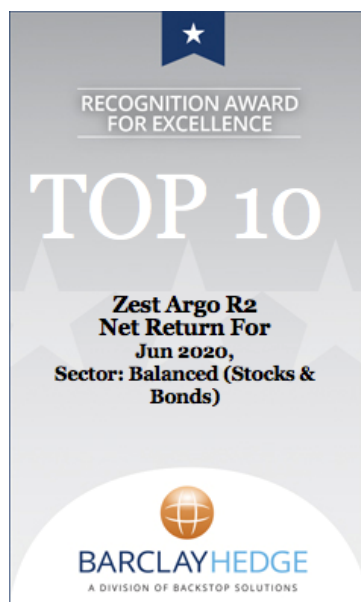 RECOGNITION AWARD
FOR EXCELLENCE
TOP 10
Zest Argo R2
Net Return For
Jun 2020,
Sector: Balanced (Stocks &
Bonds)
BARCLAYHEDGE
A DIVISION OF BACKSTOP SOLUTIONS